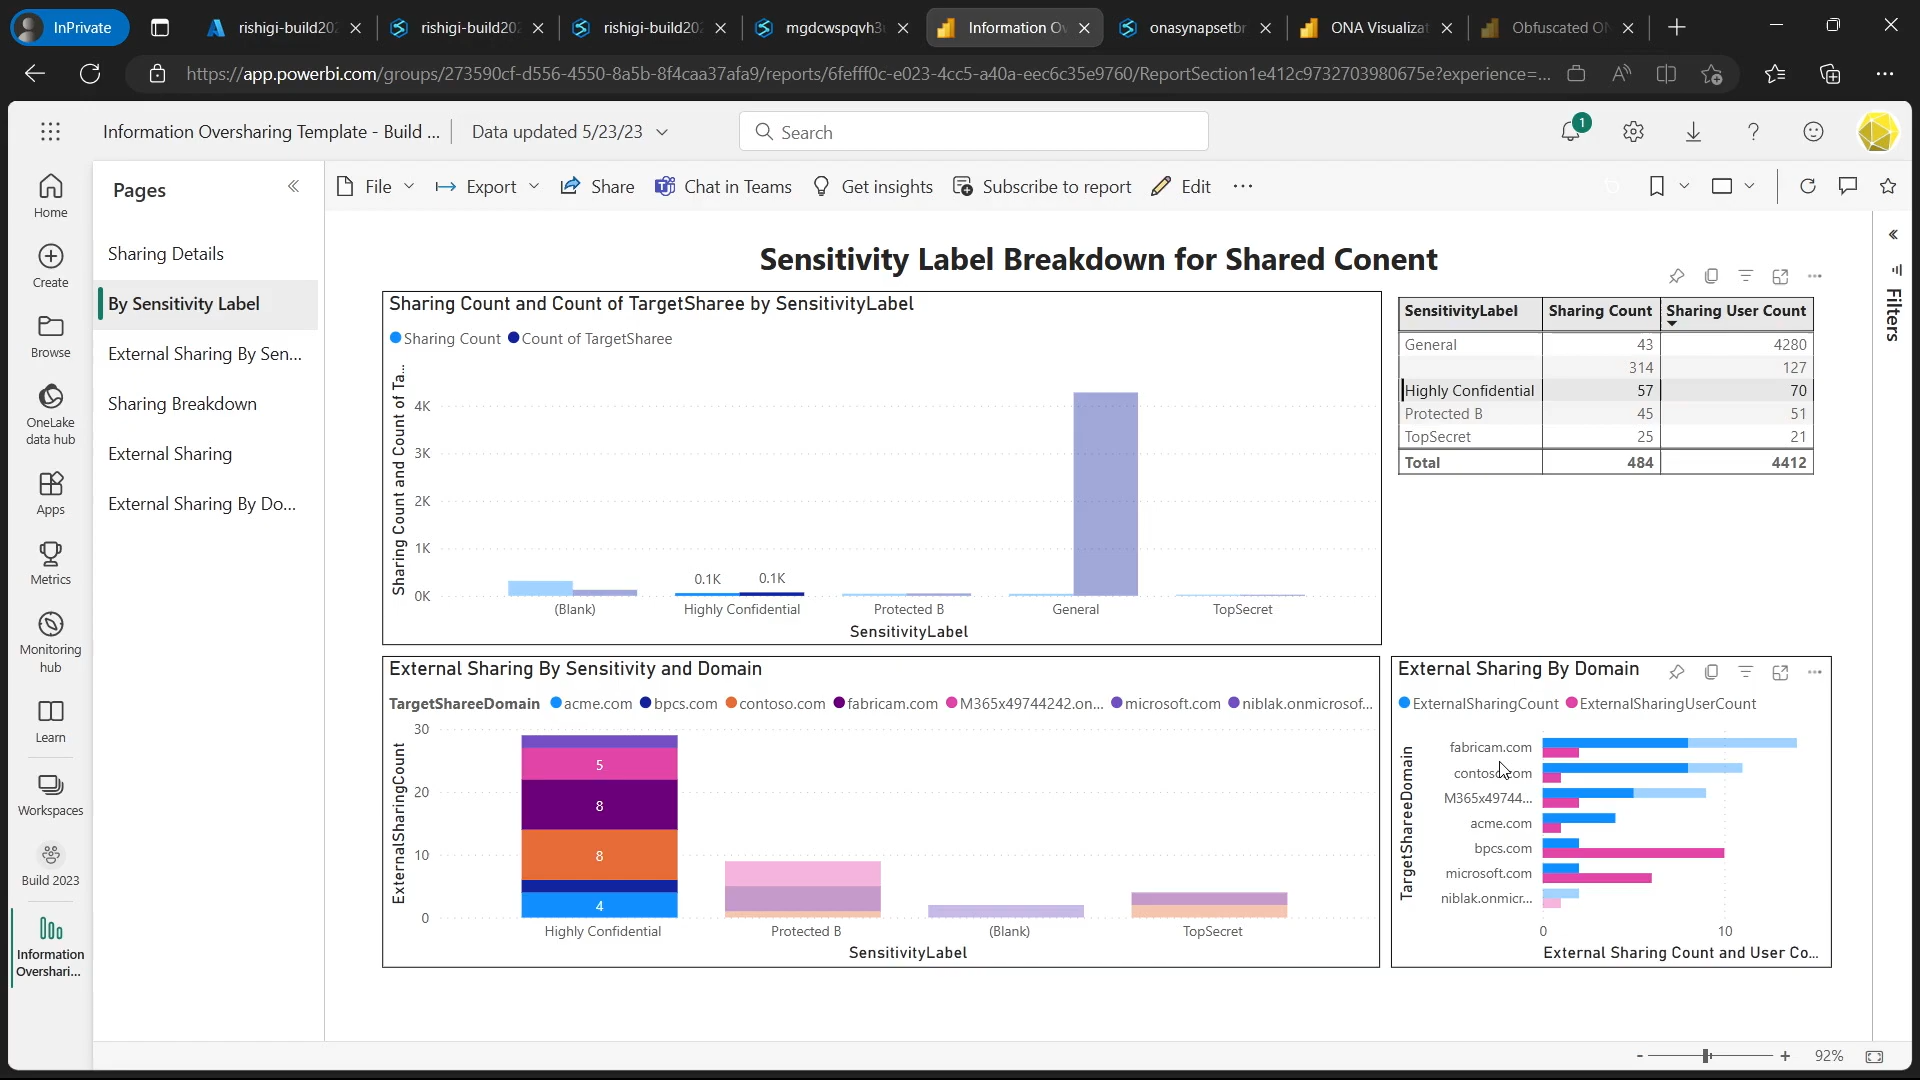 InPrivate
rishigi-build202
rishigi-build202
rishigi-build202
mgdcwspqvh3
Information Ov
onasynapsetbr
ONA Visualizat
Obfuscated ON
https://app.powerbi.com/groups/273590cf-d556-4550-8a5b-8f4caa37afa9/reports/6fefff0c-e023-4cc5-a40a-eec6c35e9760/ReportSection1e412c9732703980675e?experience=...
Information Oversharing Template - Build ...
Data updated 5/23/23
Search
1
Home
Create
Browse
OneLake
data hub
Apps
Metrics
Monitoring
hub
Learn
Workspaces
Build 2023
Information
Overshari...
Pages
Sharing Details
By Sensitivity Label
External Sharing By Sen...
Sharing Breakdown
External Sharing
External Sharing By Do...
File
Export
Share
Chat in Teams
Get insights
Subscribe to report
Edit
Filters
Sensitivity Label Breakdown for Shared Conent
Sharing Count and Count of TargetSharee by SensitivityLabel
Sharing Count Count of TargetSharee
Sharing Count and Count of Ta...
4K
3K
2K
1K
0K
0.1K 0.1K
(Blank) Highly Confidential Protected B General TopSecret
SensitivityLabel
SensitivityLabel Sharing Count Sharing User Count
General 43 4280
314 127
Highly Confidential 57 70
Protected B 45 51
TopSecret 25 21
Total 484 4412
External Sharing By Sensitivity and Domain
TargetShareeDomain acme.com bpcs.com contoso.com fabricam.com M365x49744242.on... microsoft.com niblak.onmicrosof...
ExternalSharingCount
30
20
10
0
5
8
8
4
Highly Confidential Protected B (Blank) TopSecret
SensitivityLabel
External Sharing By Domain
ExternalSharingCount ExternalSharingUserCount
TargetShareeDomain
fabricam.com
contoso.com
M365x49744...
acme.com
bpcs.com
microsoft.com
niblak.onmicr...
0 10
External Sharing Count and User Co...
92%